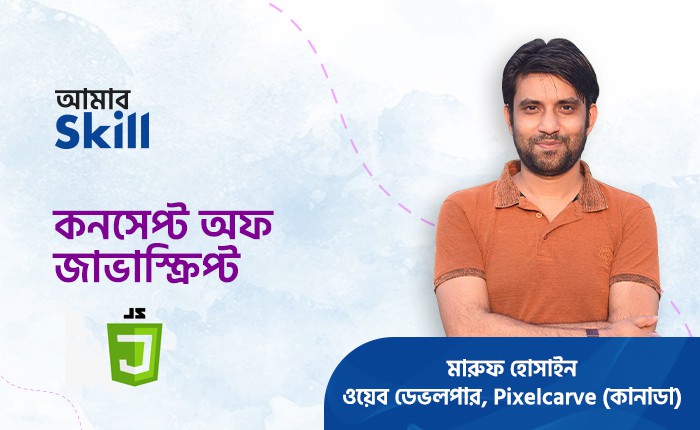 আমার
Skill
কনসেপ্ট অফ
জাভাস্ক্রিপ্ট
JS
মারুফ হোসাইন
ওয়েব ডেভলপার, Pixelcarve (কানাডা)